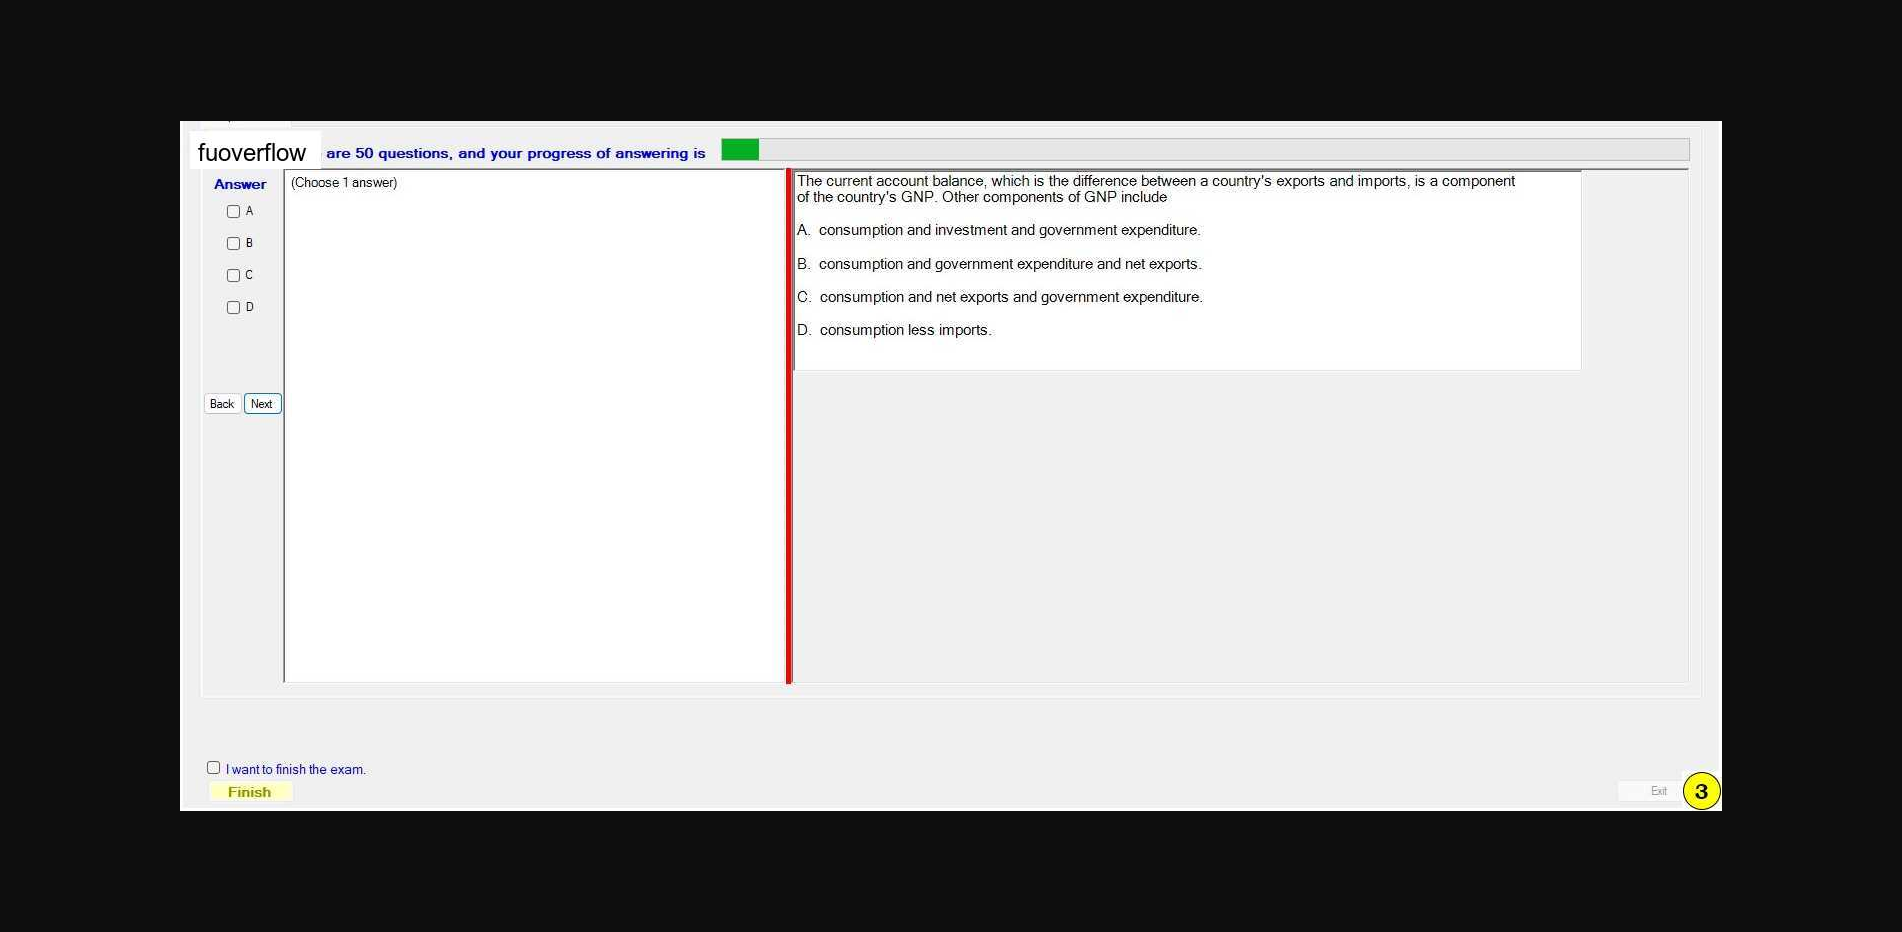 fuoverflow are 50 questions, and your progress of answering is
Answer
A
B
C
D
Back Next
(Choose 1 answer)
The current account balance, which is the difference between a country's exports and imports, is a component
of the country's GNP. Other components of GNP include
A. consumption and investment and government expenditure.
B. consumption and government expenditure and net exports.
C. consumption and net exports and government expenditure.
D. consumption less imports.
I want to finish the exam.
Finish
Exit
3